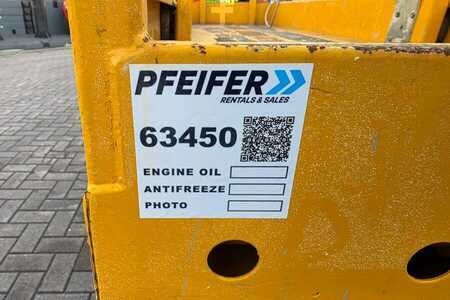 PFEIFER
RENTALS & SALES
63450
ENGINE OIL
ANTIFREEZE
PHOTO